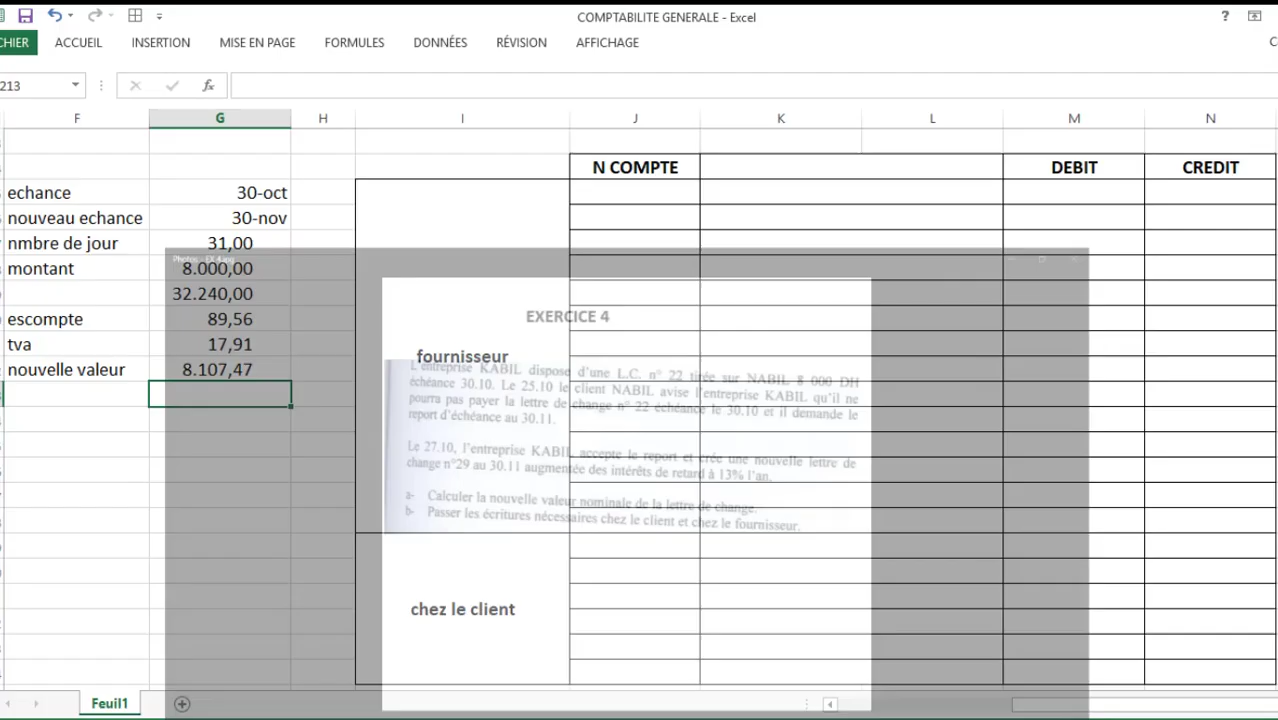 COMPTABILITE GENERALE - Excel
?
CHIER ACCUEIL INSERTION MISE EN PAGE FORMULES DONNÉES RÉVISION AFFICHAGE
213
fx
F G H I J K L M N
N COMPTE DEBIT CREDIT
echance 30-oct
nouveau echance 30-nov
nmbre de jour 31,00
montant 8.000,00
32.240,00
escompte 89,56
tva 17,91
nouvelle valeur 8.107,47
Photos - EX 4.jpg
EXERCICE 4
fournisseur
L'entreprise KABIL dispose d'une L.C. n° 22 tirée sur NABIL 8 000 DH
échéance 30.10. Le 25.10 le client NABIL avise l'entreprise KABIL qu'il ne
pourra pas payer la lettre de change n° 22 échéance le 30.10 et il demande le
report d'échéance au 30.11.
Le 27.10, l'entreprise KABIL accepte le report et crée une nouvelle lettre de
change n°29 au 30.11 augmentée des intérêts de retard à 13% l'an.
a- Calculer la nouvelle valeur nominale de la lettre de change.
b- Passer les écritures nécessaires chez le client et chez le fournisseur.
chez le client
Feuil1